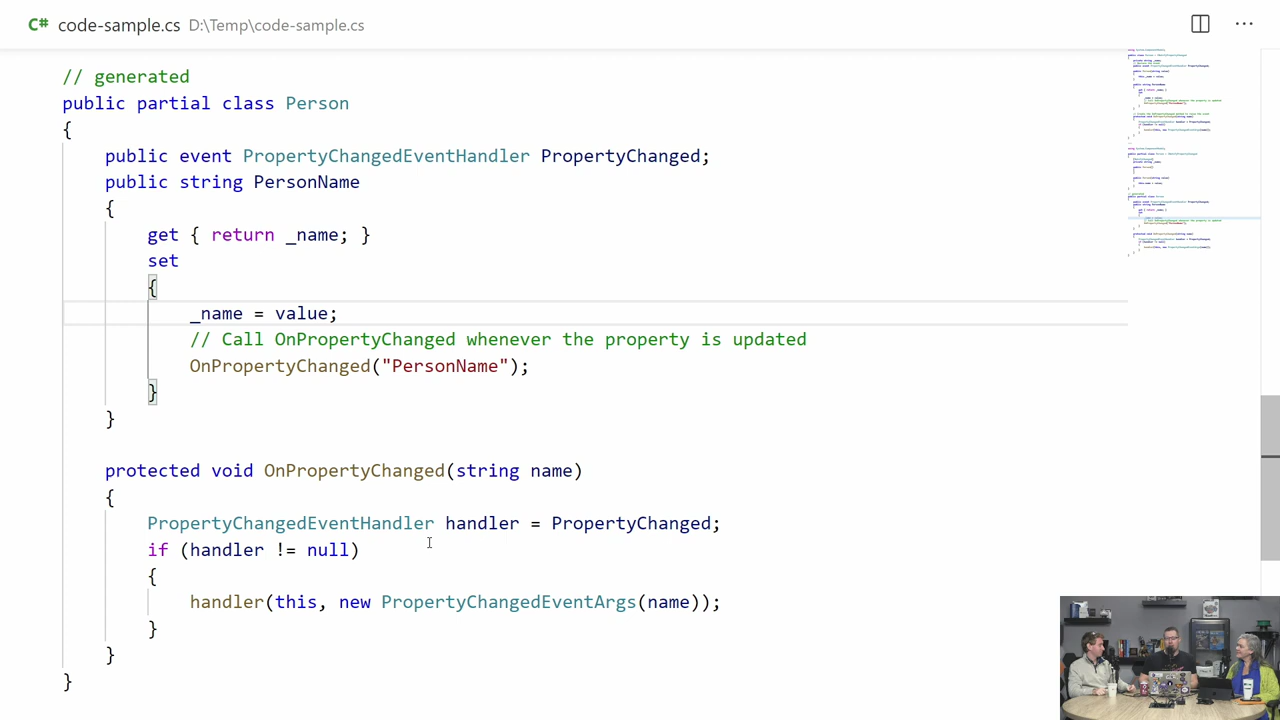 C# code-sample.cs D:\Temp\code-sample.cs
// generated
public partial class Person
{
public event PropertyChangedEventHandler PropertyChanged;
public string PersonName
{
get return _name;
set
{
_name = value;
// Call OnPropertyChanged whenever the property is updated
OnPropertyChanged("PersonName");
}
}
protected void OnPropertyChanged(string name)
{
PropertyChangedEventHandler handler = PropertyChanged;
if (handler != null)
{
handler(this, new PropertyChangedEventArgs(name));
}
}
}